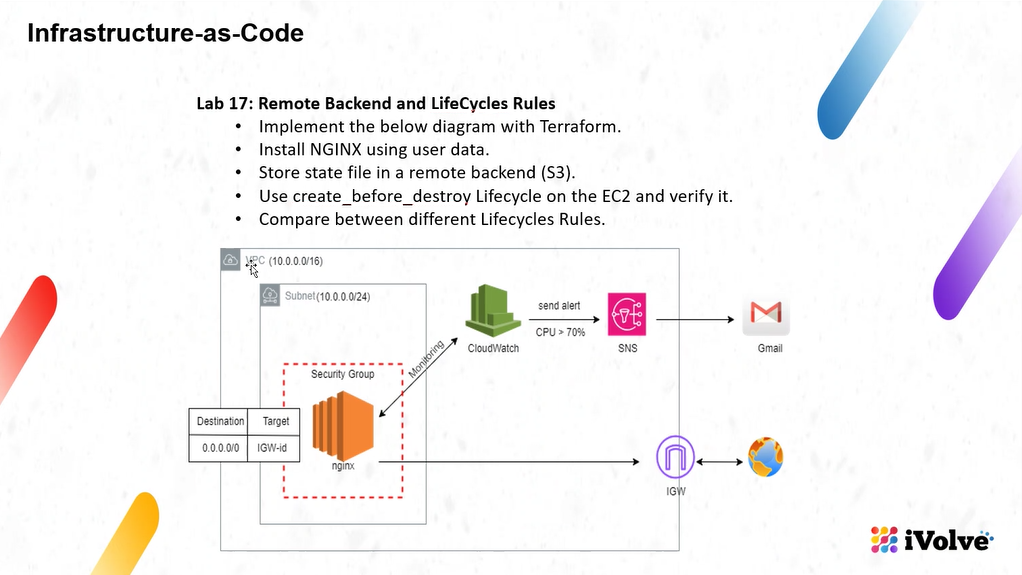 Infrastructure-as-Code
Lab 17: Remote Backend and LifeCycles Rules
• Implement the below diagram with Terraform.
• Install NGINX using user data.
• Store state file in a remote backend (S3).
• Use create_before_destroy Lifecycle on the EC2 and verify it.
• Compare between different Lifecycles Rules.
VPC (10.0.0.0/16)
Subnet (10.0.0.0/24)
send alert
CPU > 70%
CloudWatch
SNS
Gmail
Monitoring
Security Group
Destination Target
0.0.0.0/0 IGW-id
nginx
IGW
iVolve